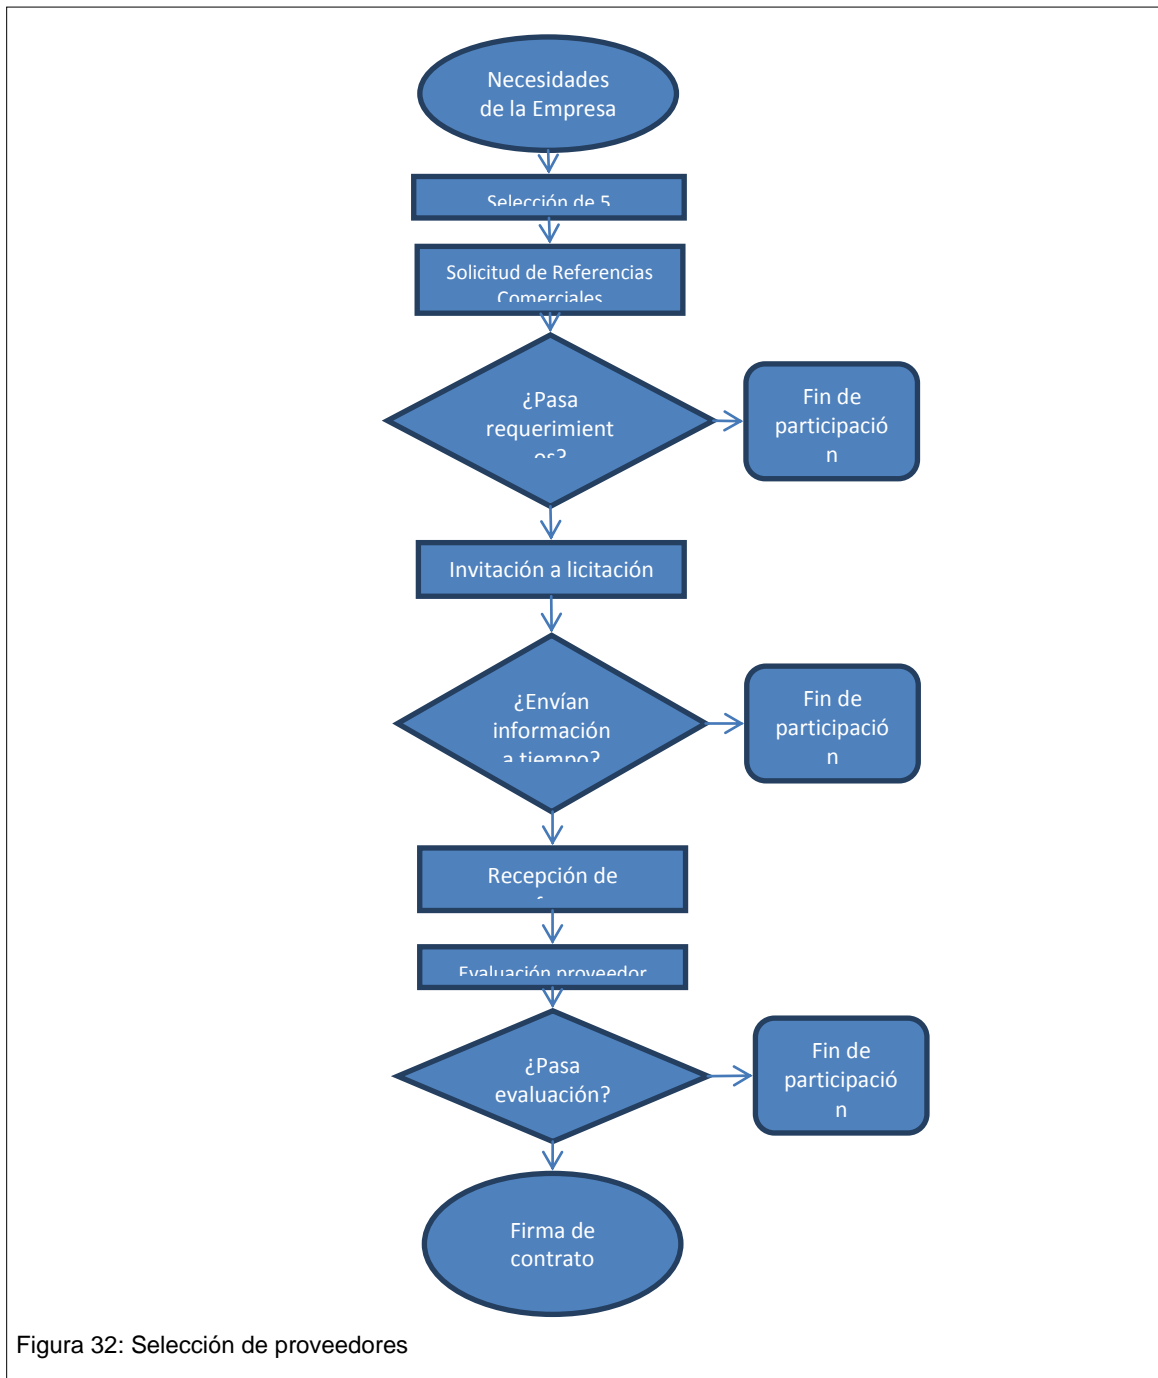 Necesidades
de la Empresa
Selección de 5
Solicitud de Referencias
Comerciales
¿Pasa
requerimient
os?
Fin de
participació
n
Invitación a licitación
¿Envían
información
a tiempo?
Fin de
participació
n
Recepción de
Evaluación proveedor
¿Pasa
evaluación?
Fin de
participació
n
Firma de
contrato
Figura 32: Selección de proveedores